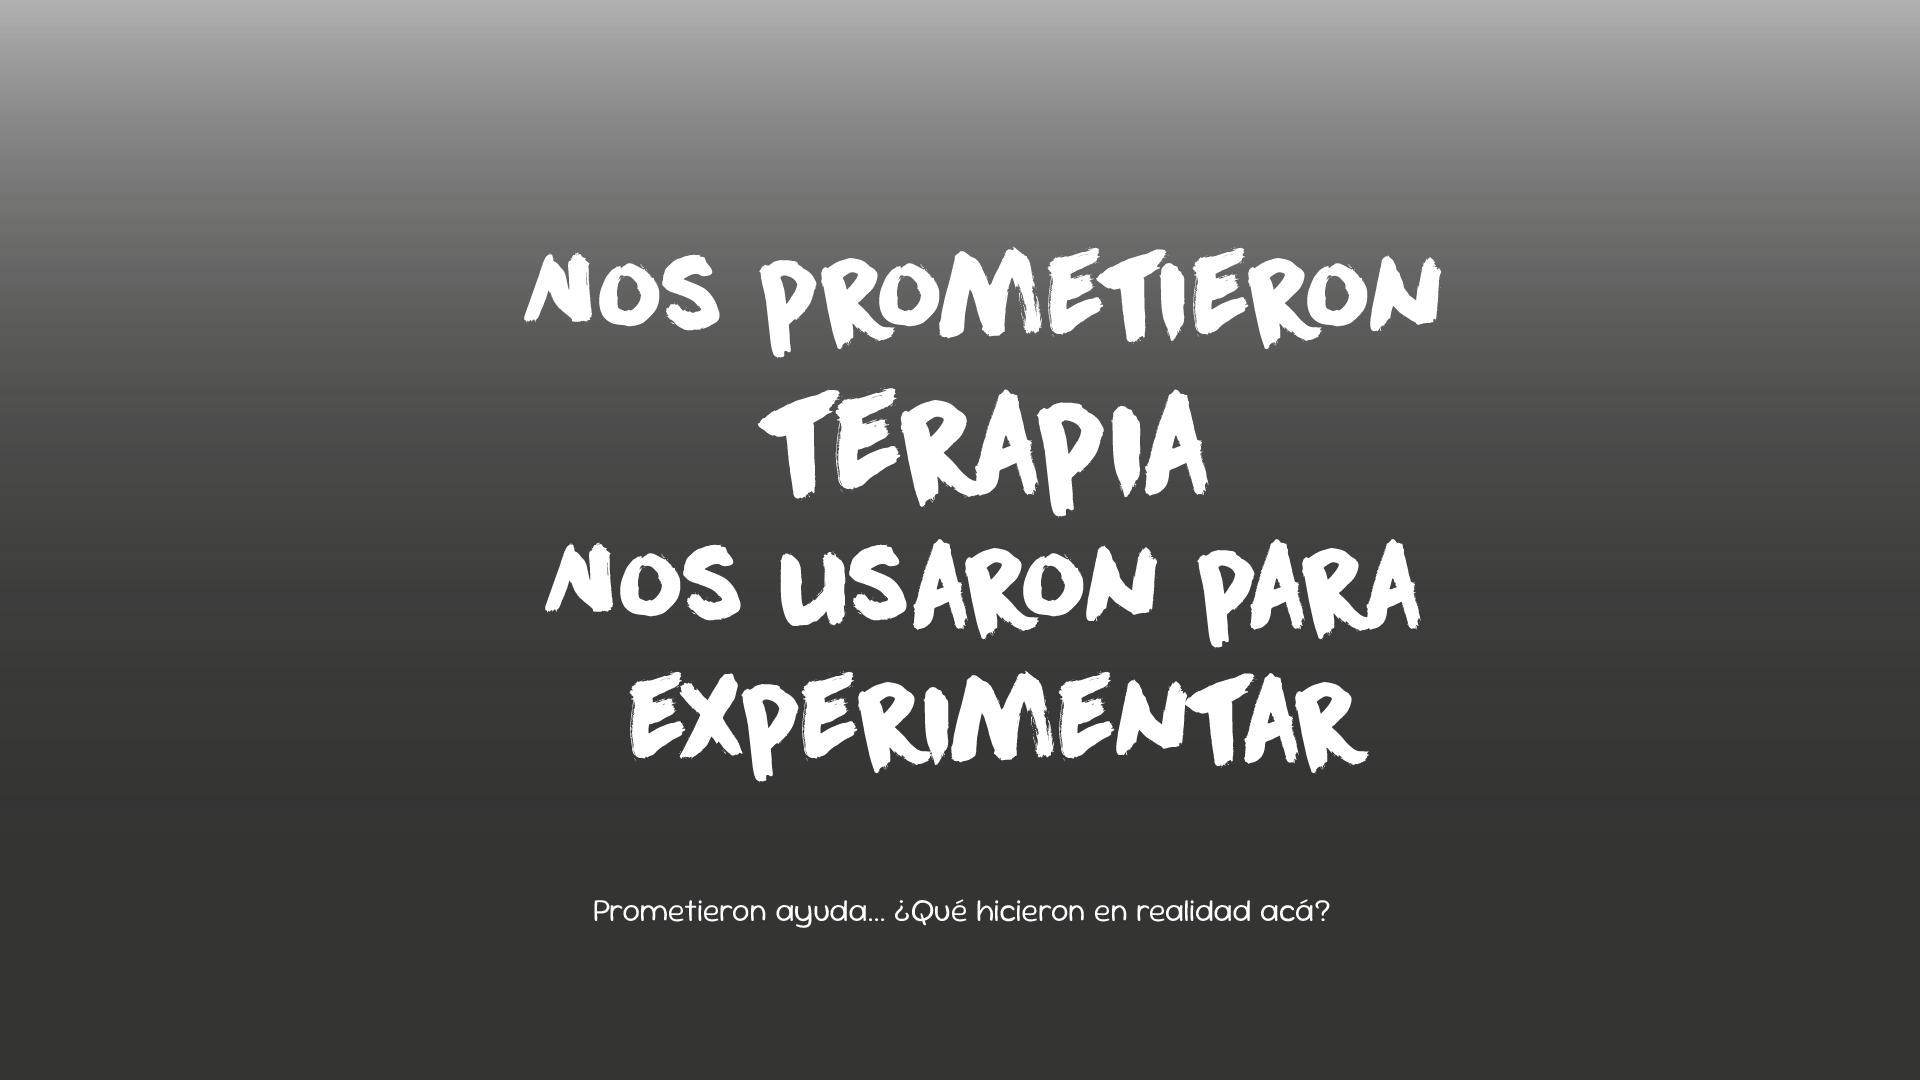 NOS PROMETIERON
TERAPIA
NOS USARON PARA
EXPERIMENTAR
Prometieron ayuda... ¿Qué hicieron en realidad acá?